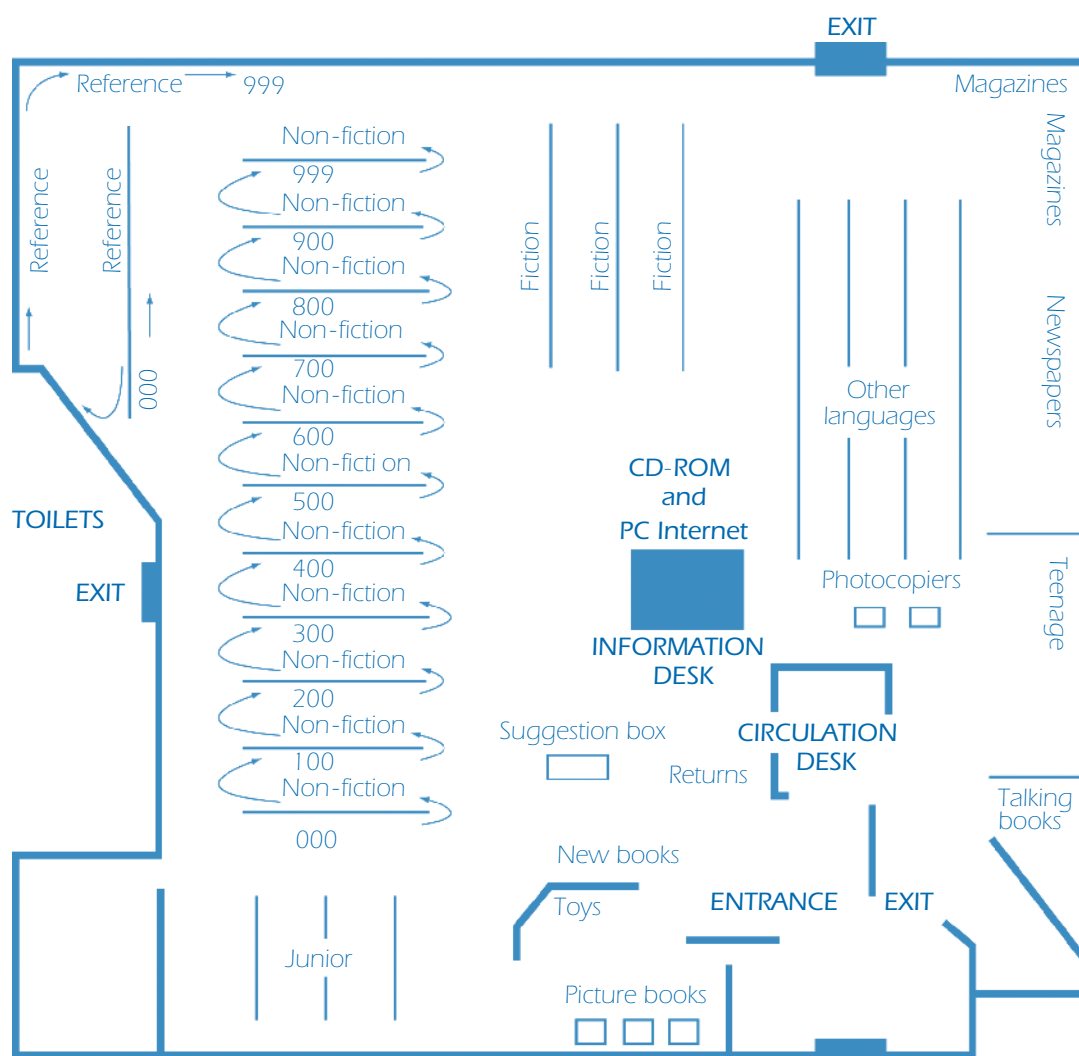 EXIT
Reference
999
Magazines
Magazines
Non-fiction
999
Reference
Reference
Non-fiction
Fiction
Fiction
Fiction
900
Non-fiction
800
Non-fiction
Newspapers
700
000
Non-fiction
Other
languages
600
Non-ficti on
CD-ROM
and
PC Internet
500
TOILETS
Non-fiction
400
EXIT
Non-fiction
Photocopiers
Teenage
300
Non-fiction
INFORMATION
DESK
200
Non-fiction
Suggestion box
CIRCULATION
DESK
100
Non-fiction
Returns
Talking
books
000
New books
Toys
ENTRANCE
EXIT
Junior
Picture books